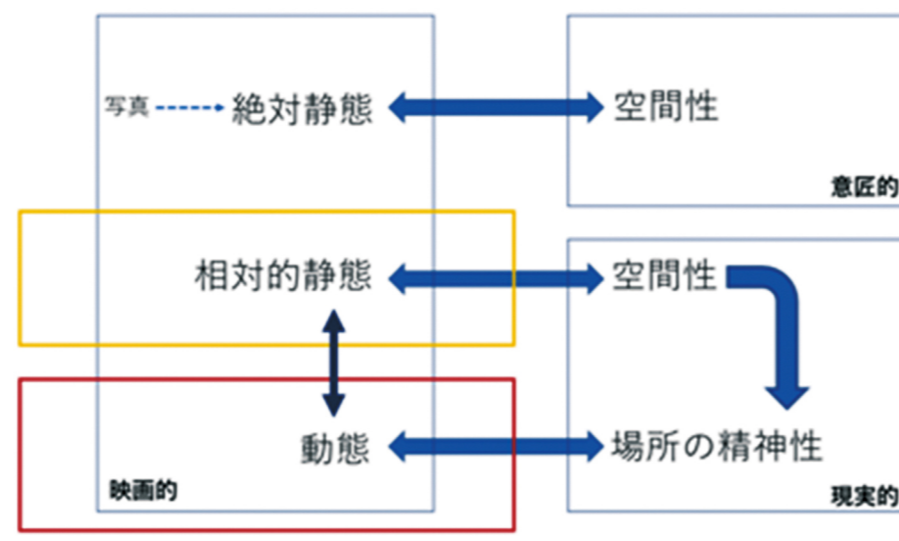 写真
絶対静態
空間性
意匠的
相対的静態
空間性
動態
場所の精神性
映画的
現実的